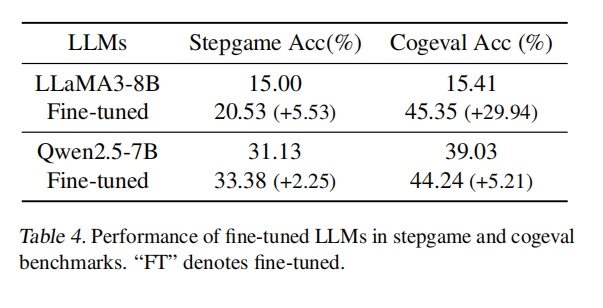 LLMs Stepgame Acc(%) Cogeval Acc (%)
LLaMA3-8B 15.00 15.41
Fine-tuned 20.53 (+5.53) 45.35 (+29.94)
Qwen2.5-7B 31.13 39.03
Fine-tuned 33.38 (+2.25) 44.24 (+5.21)
Table 4. Performance of fine-tuned LLMs in stepgame and cogeval
benchmarks. “FT” denotes fine-tuned.